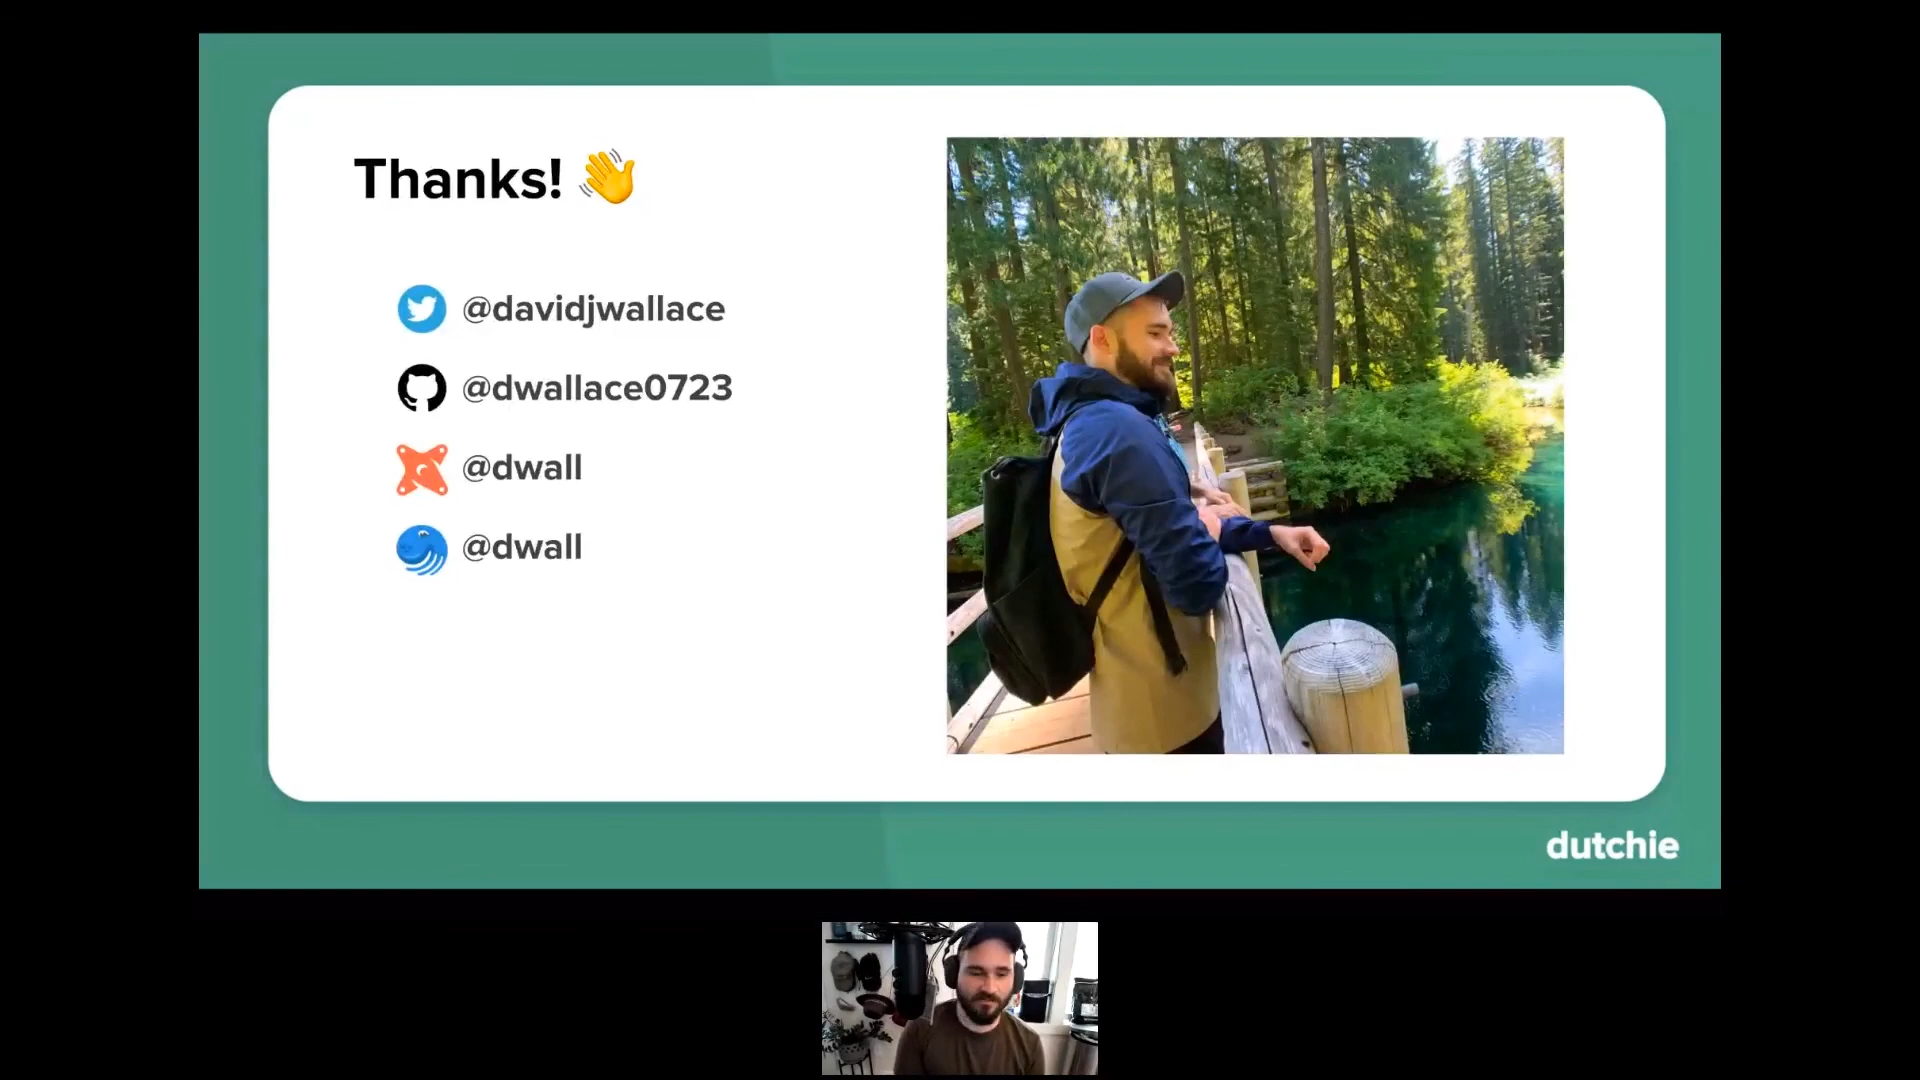 Thanks! 👋
@davidjwallace
@dwallace0723
@dwall
@dwall
dutchie